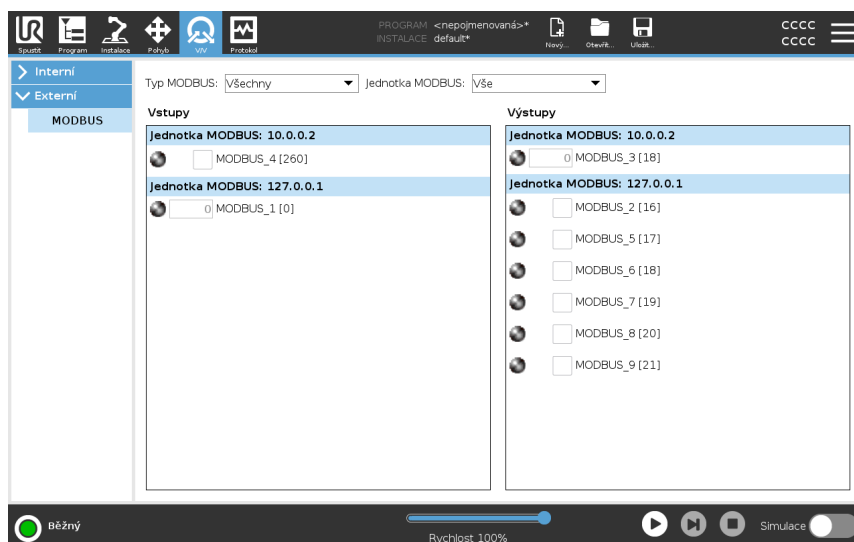 PROGRAM <nepojmenovaná>*
INSTALACE default*
Spustit Program Instalace Pohyb V/V Protokol Nový... Otevřít... Uložit...
CCCC
CCCC
Interní
Externí
MODBUS
Typ MODBUS: Všechny Jednotka MODBUS: Vše
Vstupy
Jednotka MODBUS: 10.0.0.2
MODBUS_4 [260]
Jednotka MODBUS: 127.0.0.1
0 MODBUS_1 [0]
Výstupy
Jednotka MODBUS: 10.0.0.2
0 MODBUS_3 [18]
Jednotka MODBUS: 127.0.0.1
MODBUS_2 [16]
MODBUS_5 [17]
MODBUS_6 [18]
MODBUS_7 [19]
MODBUS_8 [20]
MODBUS_9 [21]
Běžný
Rychlost 100%
Simulace